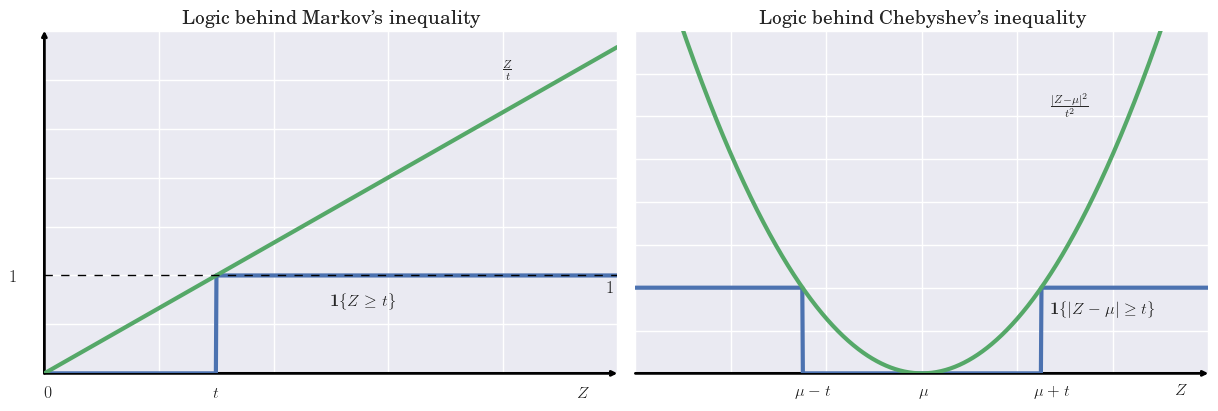 Logic behind Markov's inequality
Z/t
1
1{Z ≥ t}
0
t
Z
Logic behind Chebyshev's inequality
|Z−μ|²/t²
1
1{|Z − μ| ≥ t}
μ − t
μ
μ + t
Z